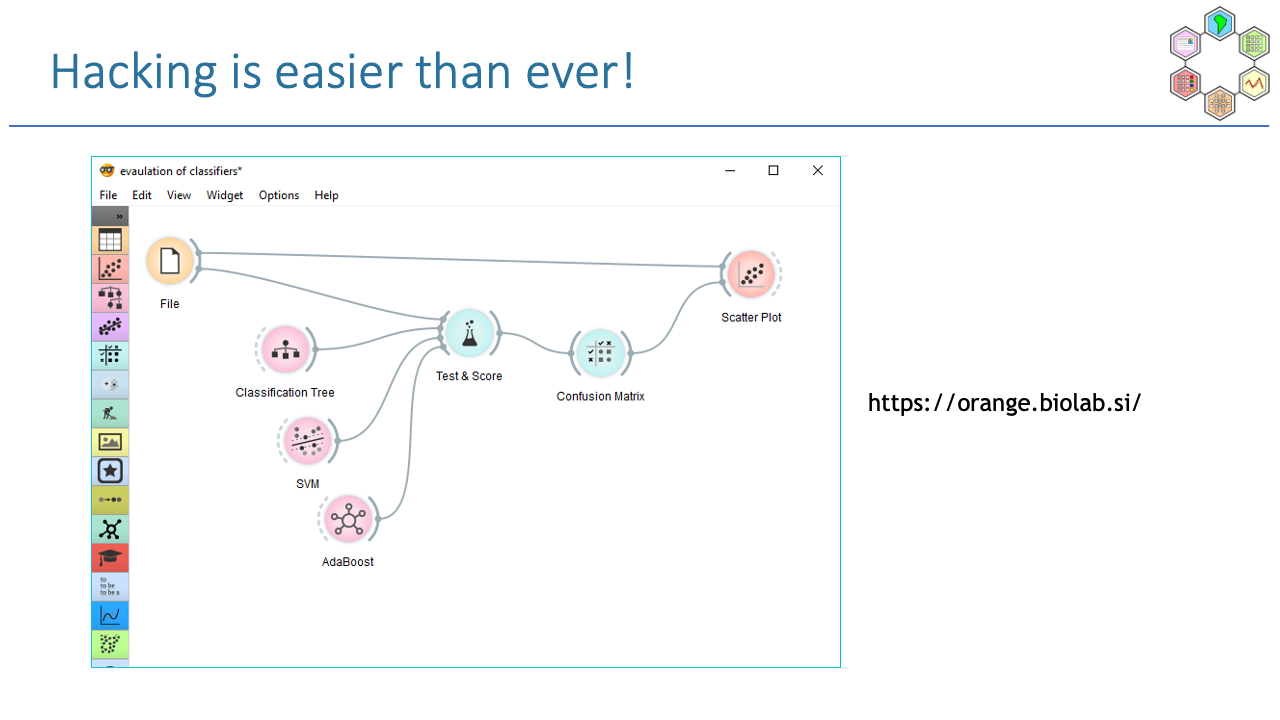 Hacking is easier than ever!
evaulation of classifiers*
File Edit View Widget Options Help
»
File
Scatter Plot
Test & Score
Classification Tree
Confusion Matrix
https://orange.biolab.si/
SVM
AdaBoost
to
to be
to be a